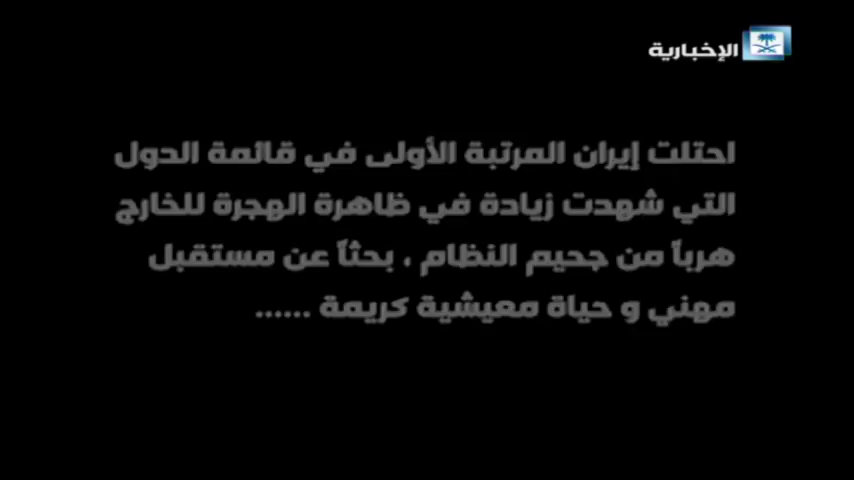 الإخبارية
احتلت إيران المرتبة الأولى في قائمة الدول
التي شهدت زيادة في ظاهرة الهجرة للخارج
هرباً من جحيم النظام ، بحثاً عن مستقبل
مهني و حياة معيشية كريمة ......